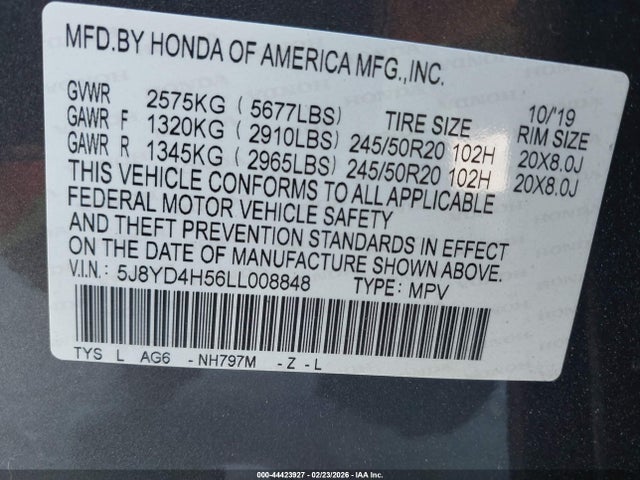 MFD.BY HONDA OF AMERICA MFG.,INC.
10/'19
GVWR 2575KG ( 5677LBS) TIRE SIZE RIM SIZE
GAWR F 1320KG ( 2910LBS) 245/50R20 102H 20X8.0J
GAWR R 1345KG ( 2965LBS) 245/50R20 102H 20X8.0J
THIS VEHICLE CONFORMS TO ALL APPLICABLE
FEDERAL MOTOR VEHICLE SAFETY
AND THEFT PREVENTION STANDARDS IN EFFECT
ON THE DATE OF MANUFACTURE SHOWN ABOVE.
V.I.N.: 5J8YD4H56LL008848 TYPE: MPV
TYS L AG6 - NH797M - Z - L
000-44423927 - 02/23/2026 - IAA Inc.